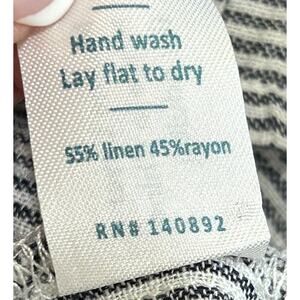 Hand wash
Lay flat to dry
55% linen 45%rayon
RN# 140892